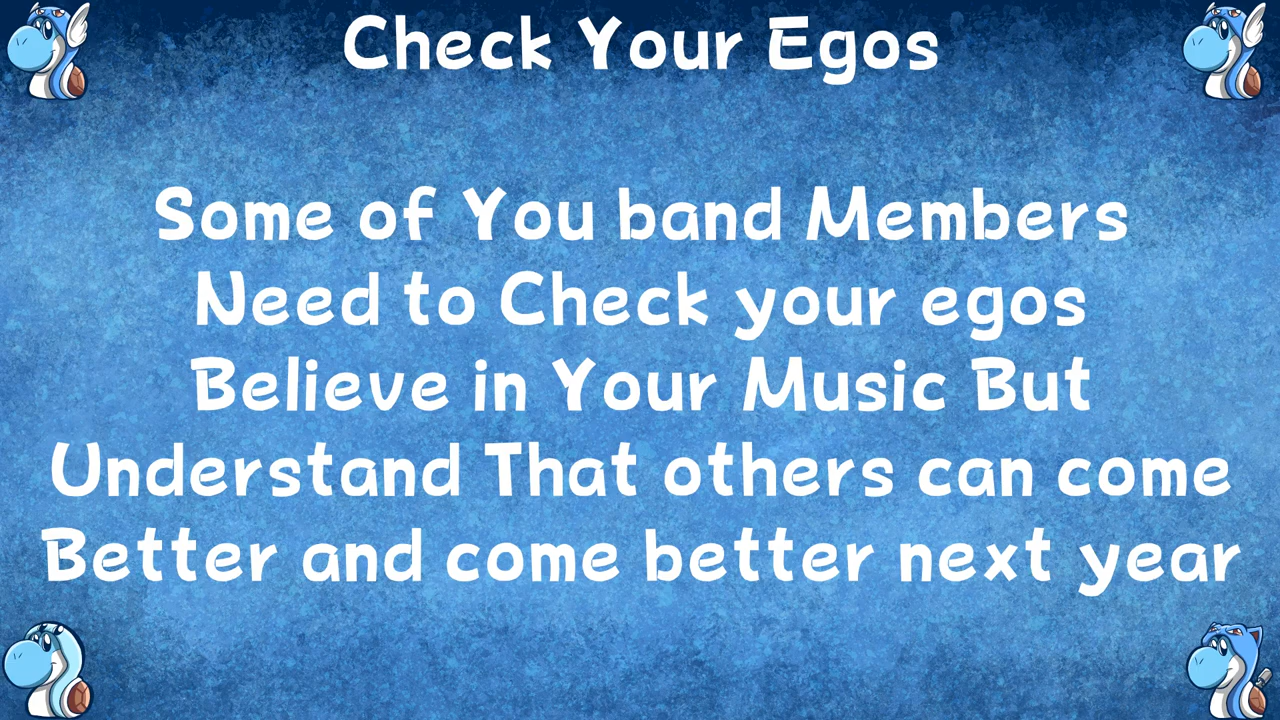 Check Your Egos
Some of You band Members
Need to Check your egos
Believe in Your Music But
Understand That others can come
Better and come better next year